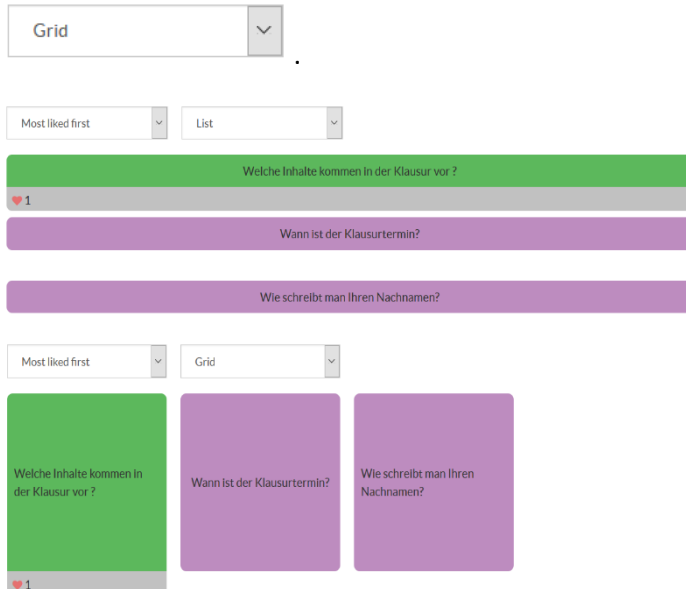 Grid
.
Most liked first List
Welche Inhalte kommen in der Klausur vor ?
1
Wann ist der Klausurtermin?
Wie schreibt man Ihren Nachnamen?
Most liked first Grid
Welche Inhalte kommen in
der Klausur vor ?
Wann ist der Klausurtermin?
Wie schreibt man Ihren
Nachnamen?
1